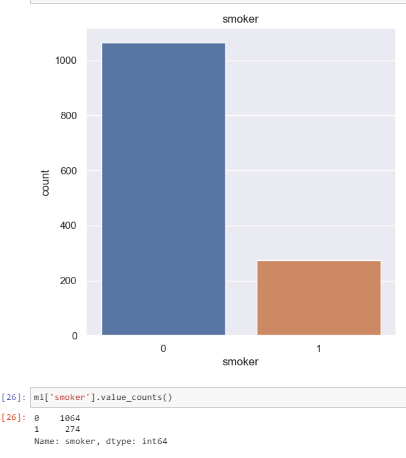 smoker
1000
800
600
400
200
0
count
0 1
smoker
[26]: mi['smoker'].value_counts()
[26]: 0 1064
1 274
Name: smoker, dtype: int64